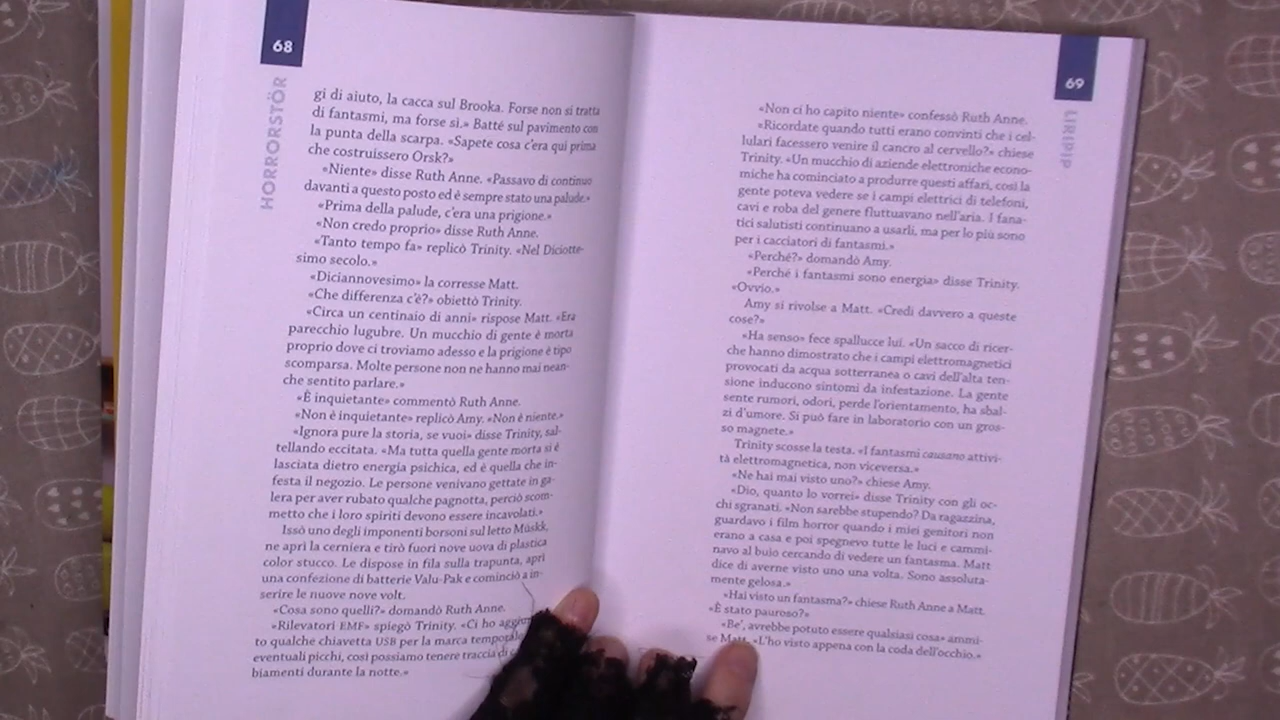 68
HORRORSTÖR
gi di aiuto, la cacca sul Brooka. Forse non si tratta
di fantasmi, ma forse sì.» Batté sul pavimento con
la punta della scarpa. «Sapete cosa c'era qui prima
che costruissero Orsk?»
«Niente» disse Ruth Anne. «Passavo di continuo
davanti a questo posto ed è sempre stato una palude.»
«Prima della palude, c'era una prigione.»
«Non credo proprio» disse Ruth Anne.
«Tanto tempo fa» replicò Trinity. «Nel Diciotte-
simo secolo.»
«Diciannovesimo» la corresse Matt.
«Che differenza c'è?» obiettò Trinity.
«Circa un centinaio di anni» rispose Matt. «Era
parecchio lugubre. Un mucchio di gente è morta
proprio dove ci troviamo adesso e la prigione è tipo
scomparsa. Molte persone non ne hanno mai nean-
che sentito parlare.»
«È inquietante» commentò Ruth Anne.
«Non è inquietante» replicò Amy. «Non è niente.»
«Ignora pure la storia, se vuoi» disse Trinity, sal-
tellando eccitata. «Ma tutta quella gente morta si è
lasciata dietro energia psichica, ed è quella che in-
festa il negozio. Le persone venivano gettate in ga-
lera per aver rubato qualche pagnotta, perciò scom-
metto che i loro spiriti devono essere incavolati.»
Issò uno degli imponenti borsoni sul letto Müskk,
ne aprì la cerniera e tirò fuori nove uova di plastica
color stucco. Le dispose in fila sulla trapunta, aprì
una confezione di batterie Valu-Pak e cominciò a in-
serire le nuove nove volt.
«Cosa sono quelli?» domandò Ruth Anne.
«Rilevatori EMF» spiegò Trinity. «Ci ho
to qualche chiavetta USB per la marca
eventuali picchi, così possiamo tenere traccia di
biamenti durante la notte.»
69
LIRIPIP
«Non ci ho capito niente» confessò Ruth Anne.
«Ricordate quando tutti erano convinti che i cel-
lulari facessero venire il cancro al cervello?» chiese
Trinity. «Un mucchio di aziende elettroniche econo-
miche ha cominciato a produrre questi affari, così la
gente poteva vedere se i campi elettrici di telefoni,
cavi e roba del genere fluttuavano nell'aria. I fana-
tici salutisti continuano a usarli, ma per lo più sono
per i cacciatori di fantasmi.»
«Perché?» domandò Amy.
«Perché i fantasmi sono energia» disse Trinity.
«Ovvio.»
Amy si rivolse a Matt. «Credi davvero a queste
cose?»
«Ha senso» fece spallucce lui. «Un sacco di ricer-
che hanno dimostrato che i campi elettromagnetici
provocati da acqua sotterranea o cavi dell'alta ten-
sione inducono sintomi da infestazione. La gente
sente rumori, odori, perde l'orientamento, ha sbal-
zi d'umore. Si può fare in laboratorio con un gros-
so magnete.»
Trinity scosse la testa. «I fantasmi causano attivi-
tà elettromagnetica, non viceversa.»
«Ne hai mai visto uno?» chiese Amy.
«Dio, quanto lo vorrei» disse Trinity con gli oc-
chi sgranati. «Non sarebbe stupendo? Da ragazzina,
guardavo i film horror quando i miei genitori non
erano a casa e poi spegnevo tutte le luci e cammi-
navo al buio cercando di vedere un fantasma. Matt
dice di averne visto uno una volta. Sono assoluta-
mente gelosa.»
«Hai visto un fantasma?» chiese Ruth Anne a Matt.
«È stato pauroso?»
«Be', avrebbe potuto essere qualsiasi cosa» ammi-
se Matt. «L'ho visto appena con la coda dell'occhio.»